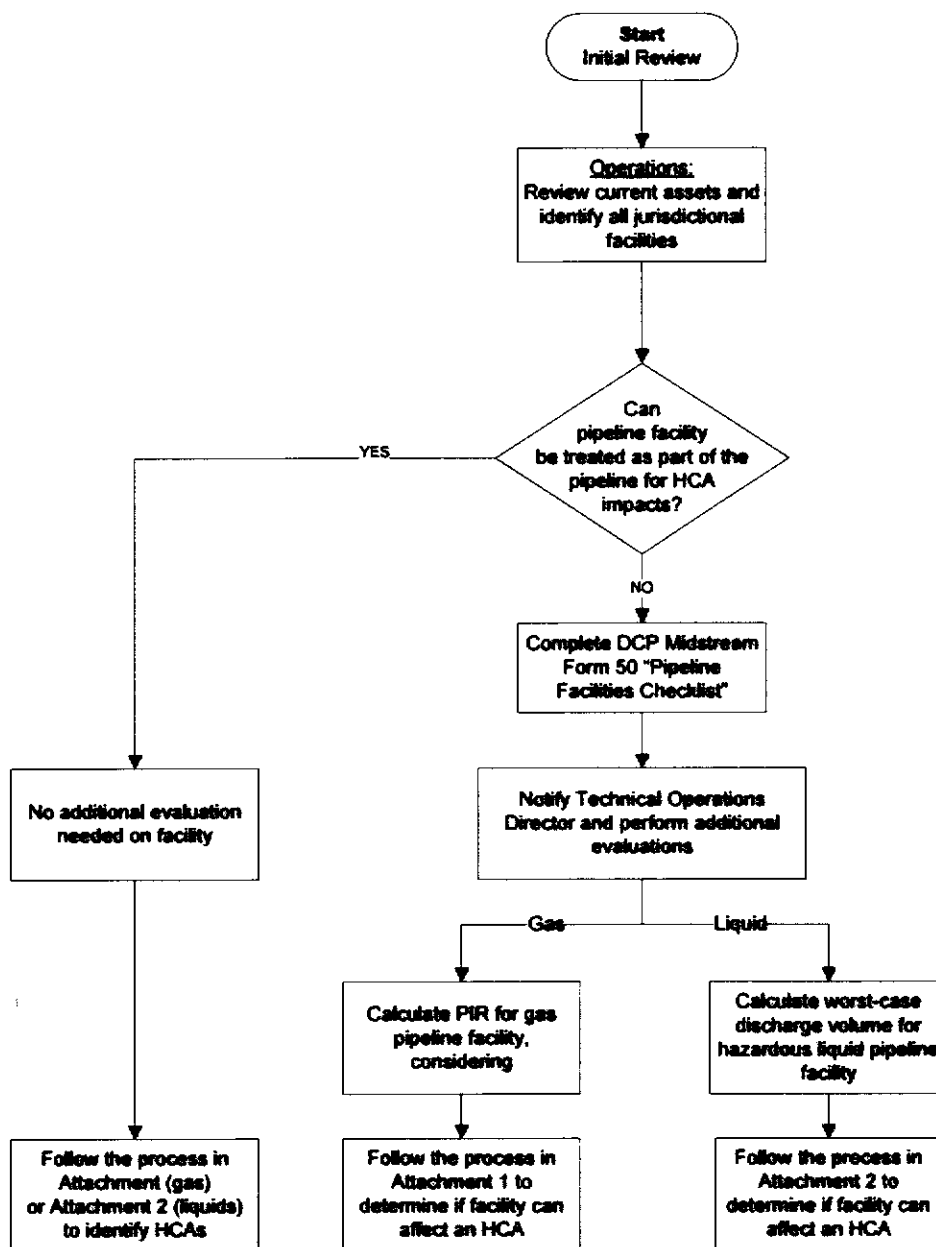 Start
Initial Review
Operations:
Review current assets and
identify all jurisdictional
facilities
Can
pipeline facility
be treated as part of the
pipeline for HCA
impacts?
YES
NO
Complete DCP Midstream
Form 50 "Pipeline
Facilities Checklist"
No additional evaluation
needed on facility
Notify Technical Operations
Director and perform additional
evaluations
Gas
Liquid
Calculate PIR for gas
pipeline facility,
considering
Calculate worst-case
discharge volume for
hazardous liquid pipeline
facility
Follow the process in
Attachment (gas)
or Attachment 2 (liquids)
to identify HCAs
Follow the process in
Attachment 1 to
determine if facility can
affect an HCA
Follow the process in
Attachment 2 to
determine if facility can
affect an HCA